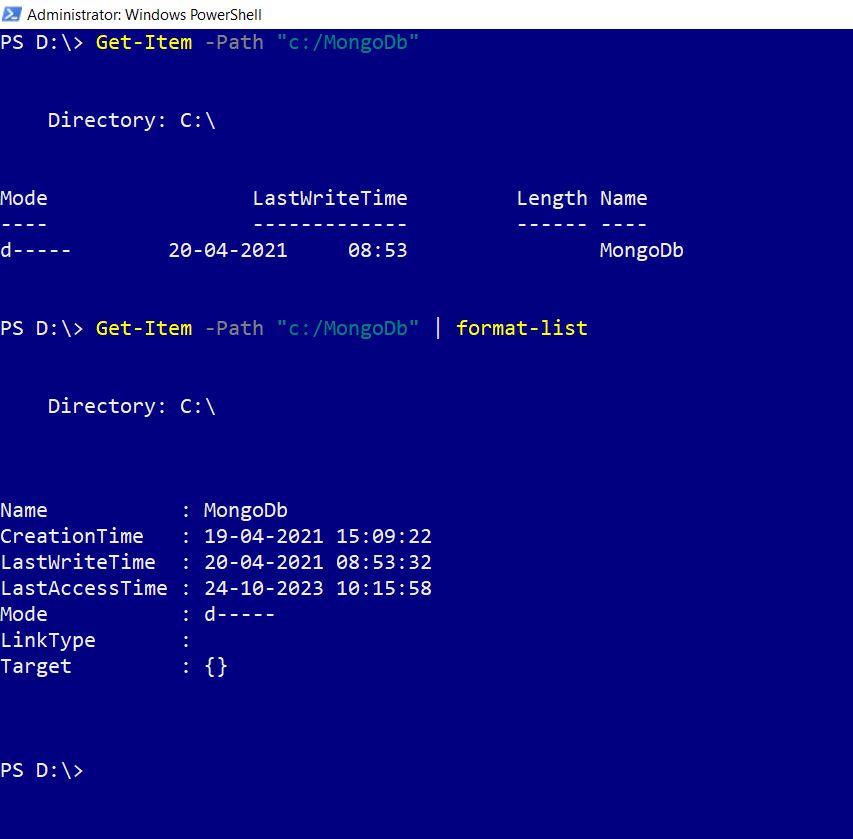 Administrator: Windows PowerShell
PS D:\> Get-Item -Path "c:/MongoDb"
    Directory: C:\
Mode                 LastWriteTime         Length Name
----                 -------------         ------ ----
d-----        20-04-2021     08:53                MongoDb
PS D:\> Get-Item -Path "c:/MongoDb" | format-list
    Directory: C:\
Name           : MongoDb
CreationTime   : 19-04-2021 15:09:22
LastWriteTime  : 20-04-2021 08:53:32
LastAccessTime : 24-10-2023 10:15:58
Mode           : d-----
LinkType       :
Target         : {}
PS D:\>